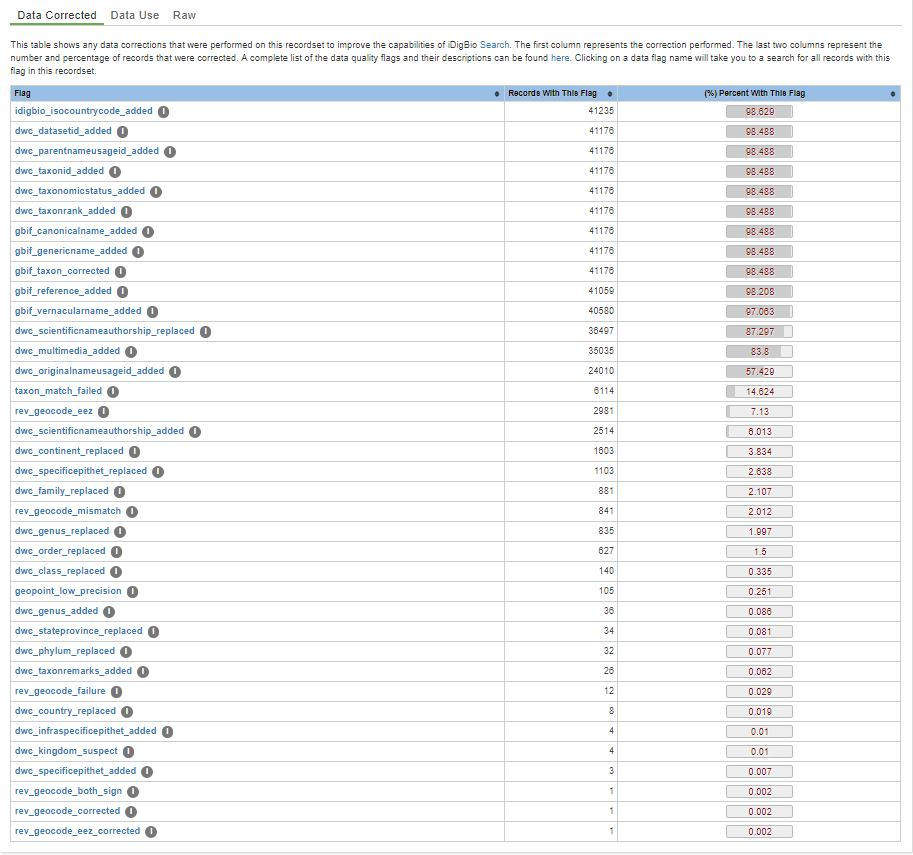 Data Corrected Data Use Raw
This table shows any data corrections that were performed on this recordset to improve the capabilities of iDigBio Search. The first column represents the correction performed. The last two columns represent the
number and percentage of records that were corrected. A complete list of the data quality flags and their descriptions can be found here. Clicking on a data flag name will take you to a search for all records with this
flag in this recordset.
Flag Records With This Flag (%) Percent With This Flag
idigbio_isocountrycode_added 41235 98.629
dwc_datasetid_added 41176 98.488
dwc_parentnameusageid_added 41176 98.488
dwc_taxonid_added 41176 98.488
dwc_taxonomicstatus_added 41176 98.488
dwc_taxonrank_added 41176 98.488
gbif_canonicalname_added 41176 98.488
gbif_genericname_added 41176 98.488
gbif_taxon_corrected 41176 98.488
gbif_reference_added 41059 98.208
gbif_vernacularname_added 40580 97.063
dwc_scientificnameauthorship_replaced 36497 87.297
dwc_multimedia_added 35035 83.8
dwc_originalnameusageid_added 24010 57.429
taxon_match_failed 6114 14.624
rev_geocode_eez 2981 7.13
dwc_scientificnameauthorship_added 2514 6.013
dwc_continent_replaced 1603 3.834
dwc_specificepithet_replaced 1103 2.638
dwc_family_replaced 881 2.107
rev_geocode_mismatch 841 2.012
dwc_genus_replaced 835 1.997
dwc_order_replaced 627 1.5
dwc_class_replaced 140 0.335
geopoint_low_precision 105 0.251
dwc_genus_added 36 0.086
dwc_stateprovince_replaced 34 0.081
dwc_phylum_replaced 32 0.077
dwc_taxonremarks_added 26 0.062
rev_geocode_failure 12 0.029
dwc_country_replaced 8 0.019
dwc_infraspecificepithet_added 4 0.01
dwc_kingdom_suspect 4 0.01
dwc_specificepithet_added 3 0.007
rev_geocode_both_sign 1 0.002
rev_geocode_corrected 1 0.002
rev_geocode_eez_corrected 1 0.002